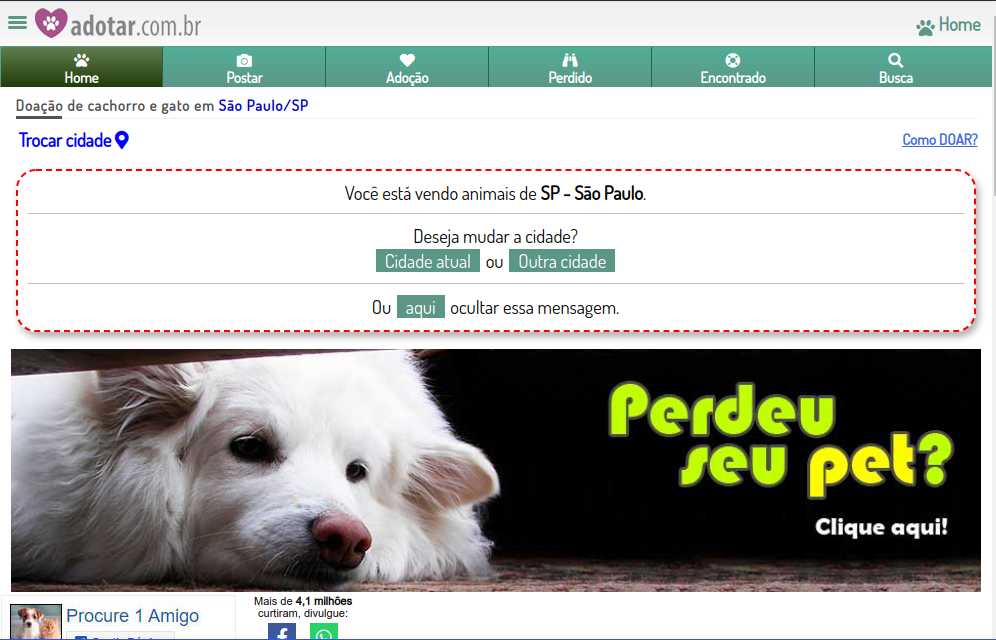 adotar.com.br
Home
Home
Postar
Adoção
Perdido
Encontrado
Busca
Doação de cachorro e gato em São Paulo/SP
Trocar cidade
Como DOAR?
Você está vendo animais de SP - São Paulo.
Deseja mudar a cidade?
Cidade atual ou Outra cidade
Ou aqui ocultar essa mensagem.
Perdeu
seu pet?
Clique aqui!
Procure 1 Amigo
Mais de 4,1 milhões
curtiram, divulgue: